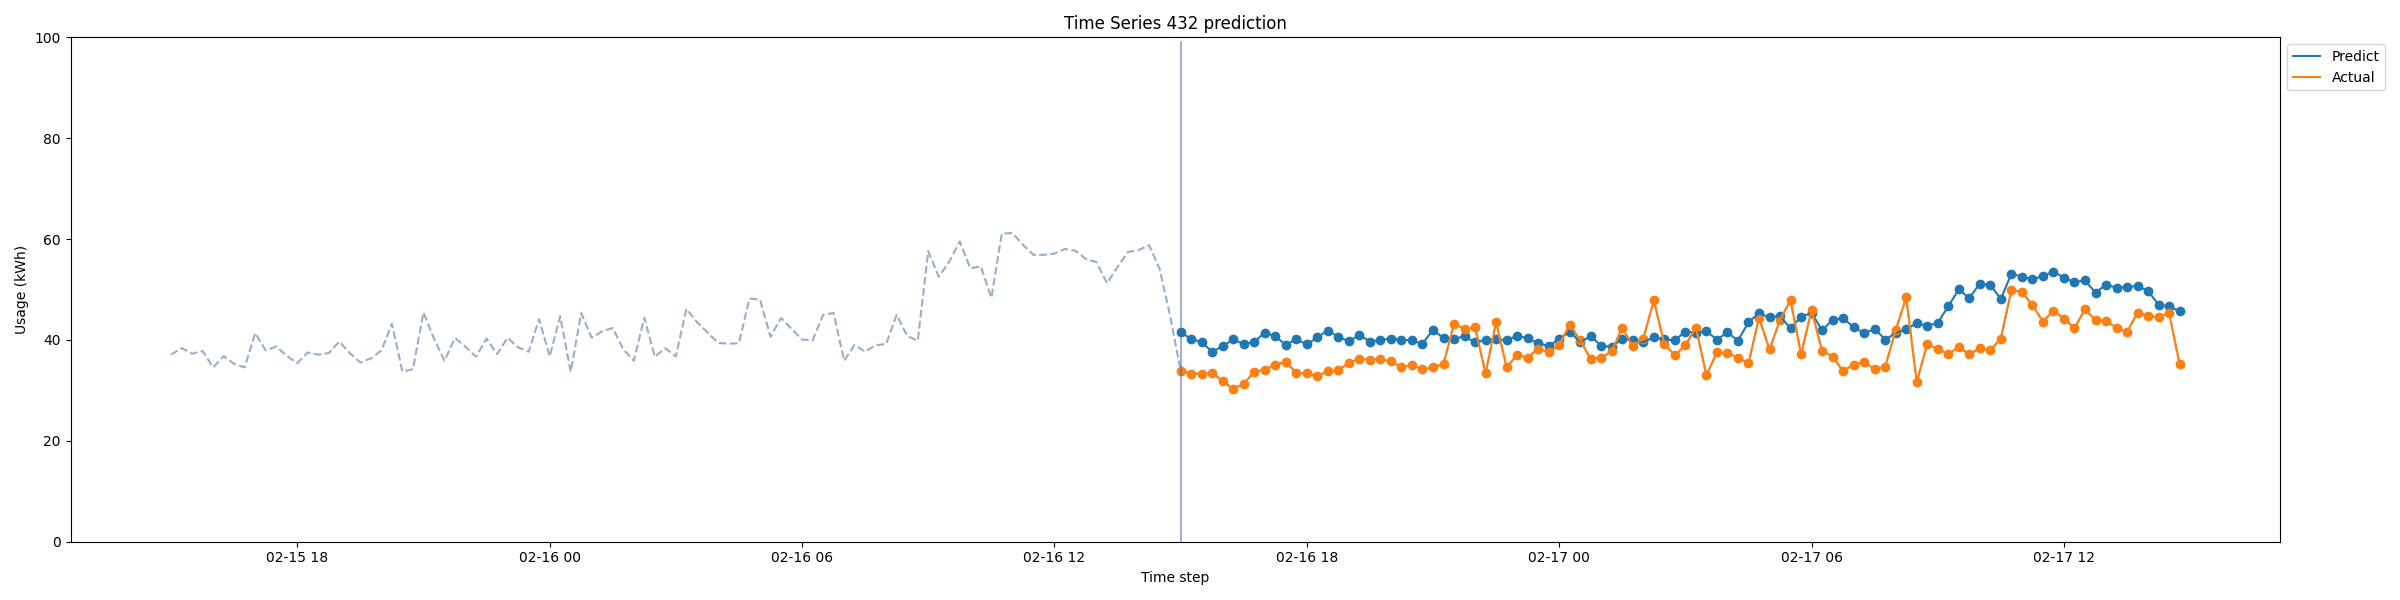 Time Series 432 prediction
100
80
60
40
20
0
Usage (kWh)
02-15 18
02-16 00
02-16 06
02-16 12
02-16 18
02-17 00
02-17 06
02-17 12
Time step
Predict
Actual